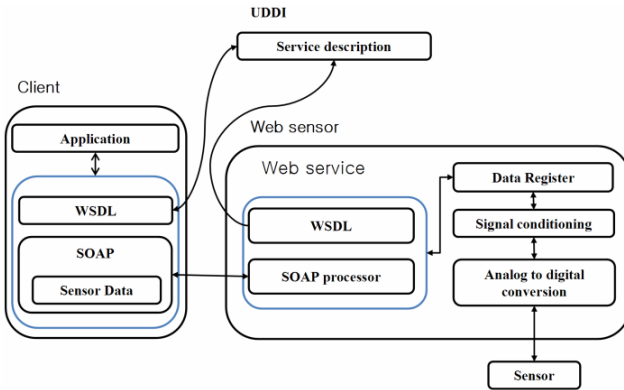 UDDI
Service description
Client
Web sensor
Application
Web service
Data Register
WSDL
WSDL
Signal conditioning
SOAP
SOAP processor
Analog to digital
conversion
Sensor Data
Sensor